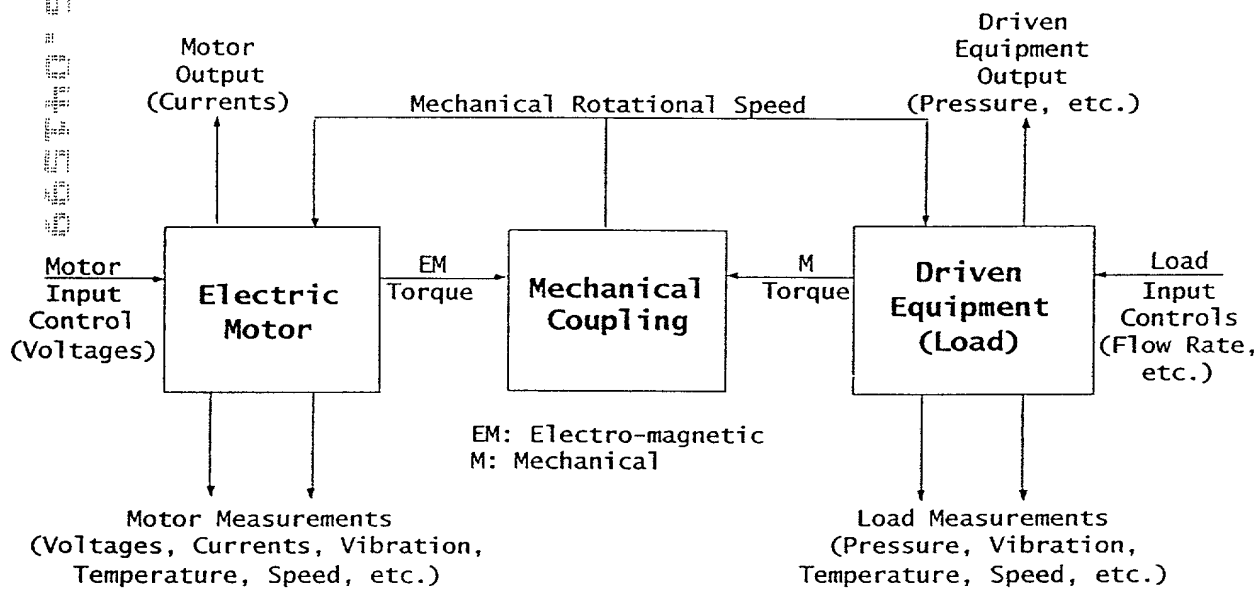 Motor
Output
(Currents)
Driven
Equipment
Output
(Pressure, etc.)
Mechanical Rotational Speed
Motor
Input
Control
(Voltages)
Electric
Motor
EM
Torque
Mechanical
Coupling
M
Torque
Driven
Equipment
(Load)
Load
Input
Controls
(Flow Rate,
etc.)
EM: Electro-magnetic
M: Mechanical
Motor Measurements
(Voltages, Currents, Vibration,
Temperature, Speed, etc.)
Load Measurements
(Pressure, Vibration,
Temperature, Speed, etc.)